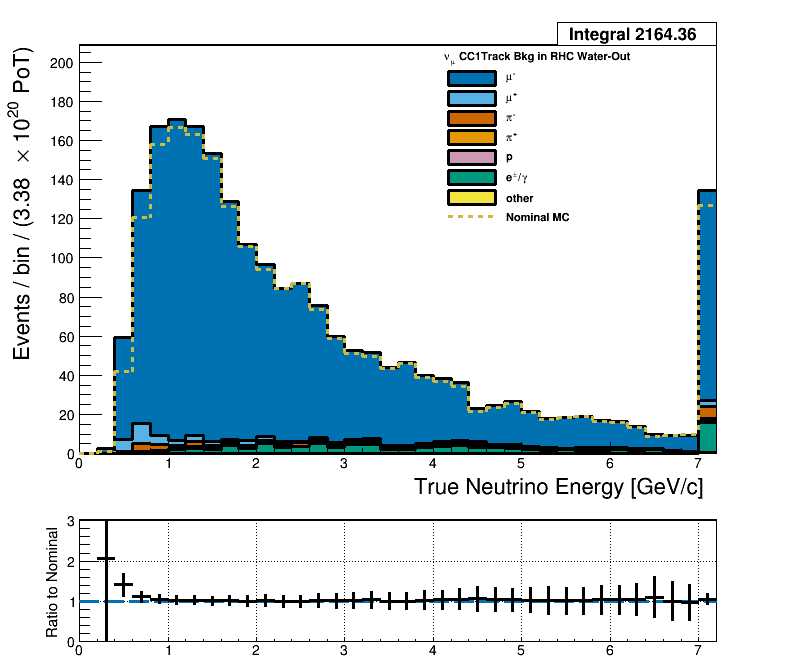 Integral 2164.36
ν_μ CC1Track Bkg in RHC Water-Out
μ⁻
μ⁺
π⁻
π⁺
p
e^±/γ
other
Nominal MC
Events / bin / (3.38 × 10²⁰ PoT)
200
180
160
140
120
100
80
60
40
20
0
0 1 2 3 4 5 6 7
True Neutrino Energy [GeV/c]
Ratio to Nominal
3
2
1
0
0 1 2 3 4 5 6 7